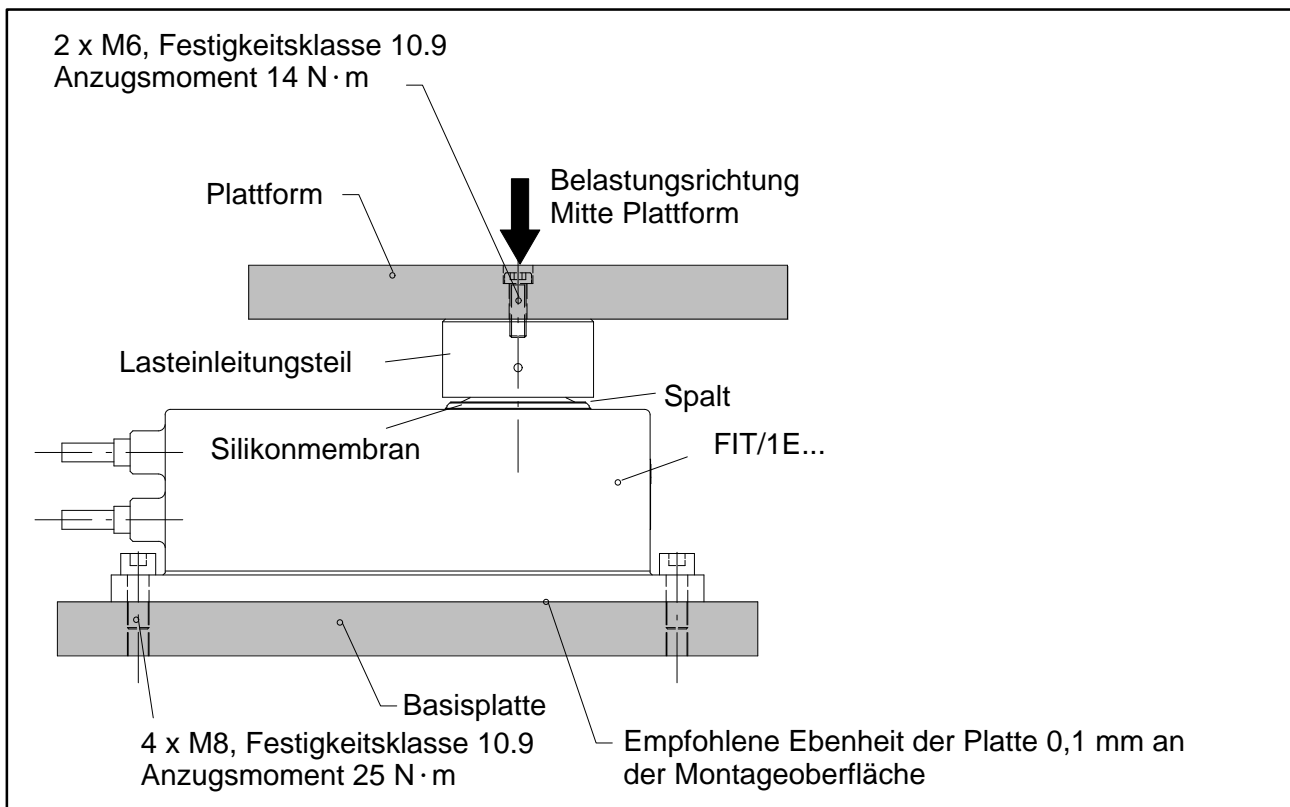 2 x M6, Festigkeitsklasse 10.9
Anzugsmoment 14 N·m
Belastungsrichtung
Mitte Plattform
Plattform
Lasteinleitungsteil
Spalt
Silikonmembran
FIT/1E...
Basisplatte
4 x M8, Festigkeitsklasse 10.9
Anzugsmoment 25 N·m
Empfohlene Ebenheit der Platte 0,1 mm an
der Montageoberfläche